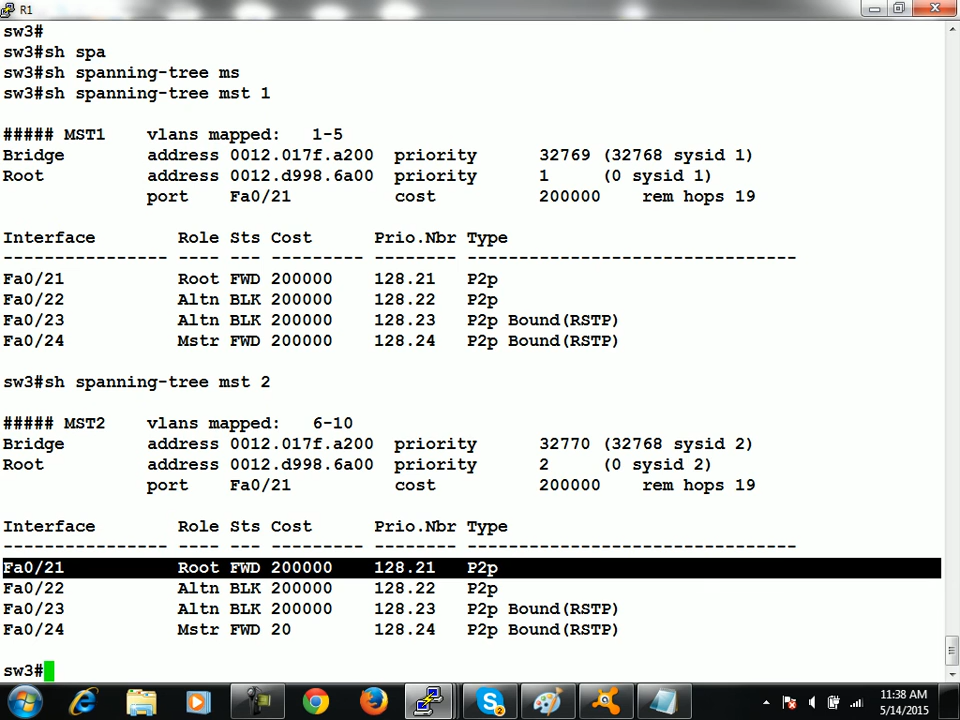 R1
sw3#
sw3#sh spa
sw3#sh spanning-tree ms
sw3#sh spanning-tree mst 1
##### MST1 vlans mapped: 1-5
Bridge address 0012.017f.a200 priority 32769 (32768 sysid 1)
Root address 0012.d998.6a00 priority 1 (0 sysid 1)
port Fa0/21 cost 200000 rem hops 19
Interface Role Sts Cost Prio.Nbr Type
---------------- ---- --- --------- -------- --------------------------------
Fa0/21 Root FWD 200000 128.21 P2p
Fa0/22 Altn BLK 200000 128.22 P2p
Fa0/23 Altn BLK 200000 128.23 P2p Bound(RSTP)
Fa0/24 Mstr FWD 200000 128.24 P2p Bound(RSTP)
sw3#sh spanning-tree mst 2
##### MST2 vlans mapped: 6-10
Bridge address 0012.017f.a200 priority 32770 (32768 sysid 2)
Root address 0012.d998.6a00 priority 2 (0 sysid 2)
port Fa0/21 cost 200000 rem hops 19
Interface Role Sts Cost Prio.Nbr Type
---------------- ---- --- --------- -------- --------------------------------
Fa0/21 Root FWD 200000 128.21 P2p
Fa0/22 Altn BLK 200000 128.22 P2p
Fa0/23 Altn BLK 200000 128.23 P2p Bound(RSTP)
Fa0/24 Mstr FWD 20 128.24 P2p Bound(RSTP)
sw3#
11:38 AM
5/14/2015